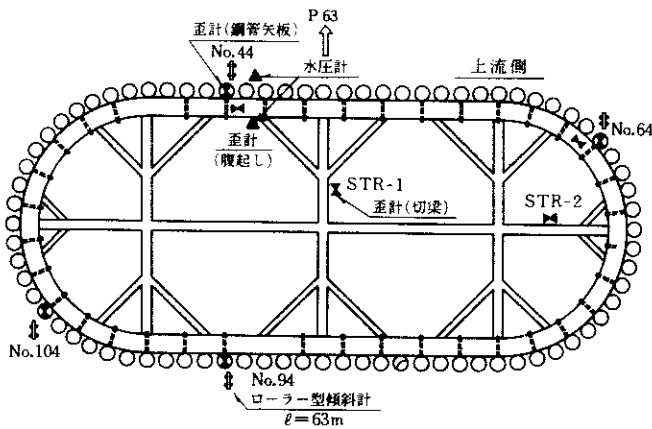 歪計(鋼管矢板)
P 63
No.44
水圧計
上流側
No.64
歪計
(腹起し)
STR-1
歪計(切梁)
STR-2
No.104
No.94
ローラー型傾斜計
ℓ=63m